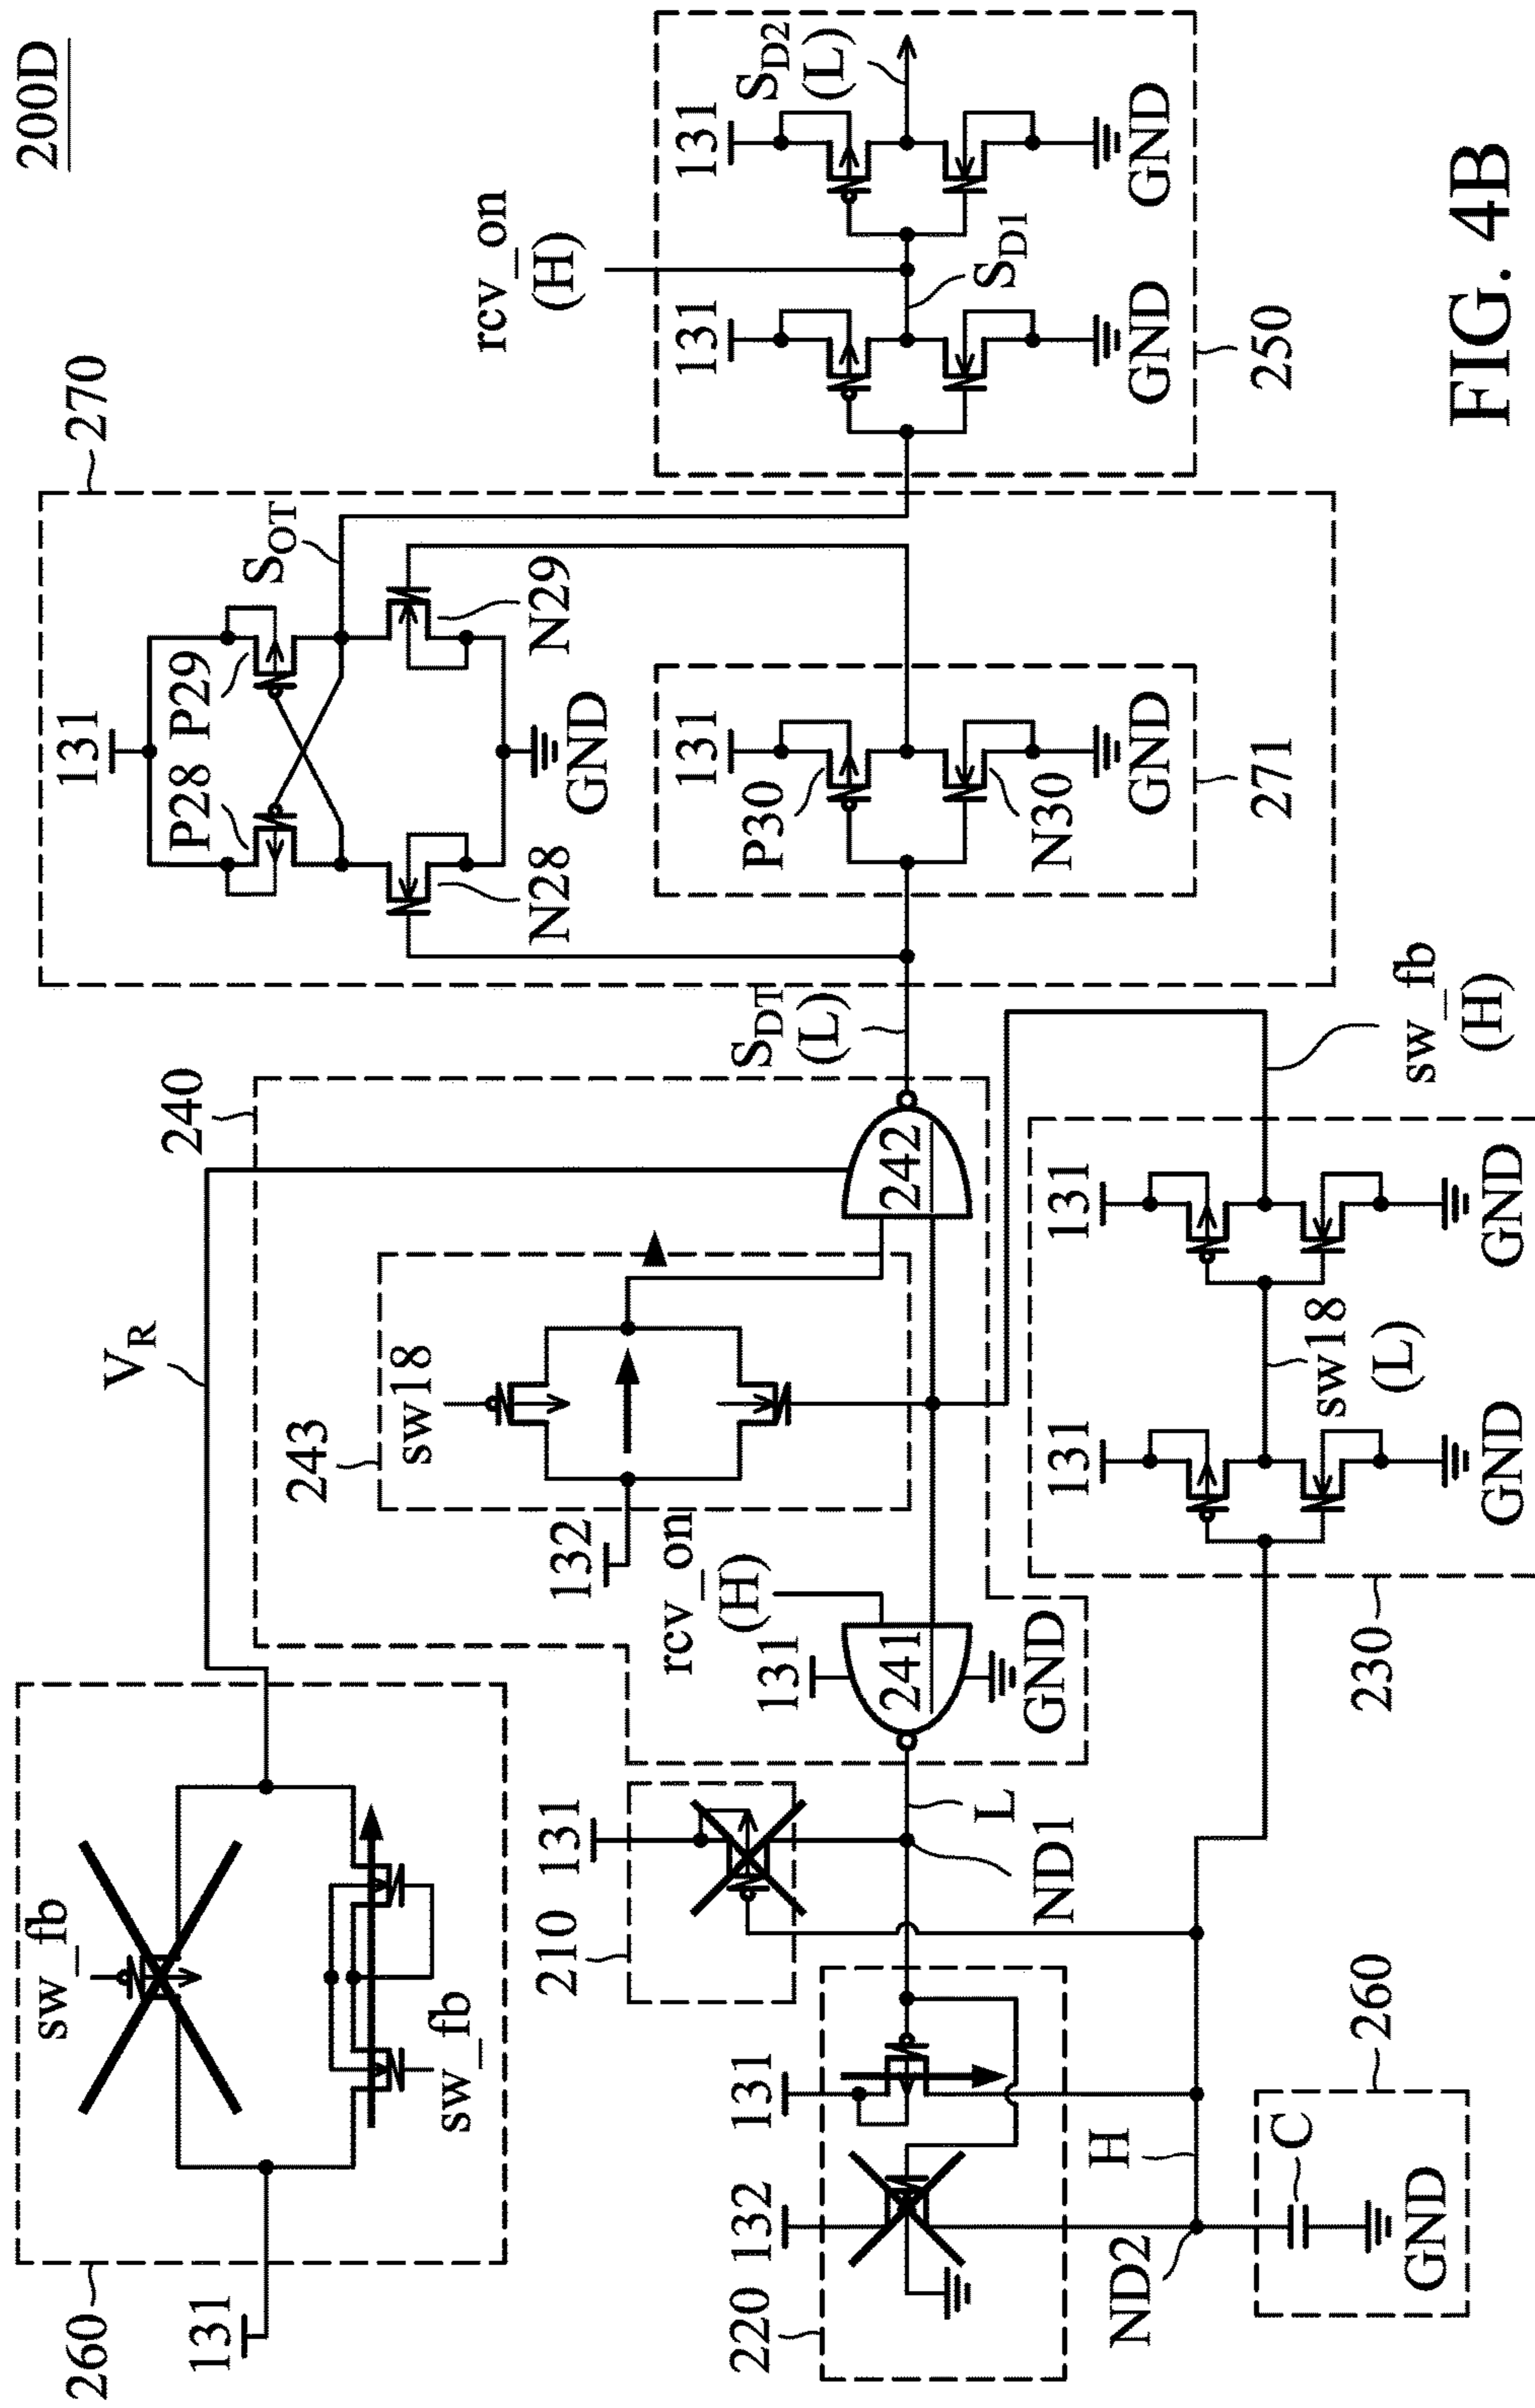 200D
260
131
sw_fb
sw_fb
V_R
240
243
sw18
132
rcv_on
(H)
131
241
GND
242
S_DT
(L)
270
131
P28
P29
S_OT
N28
N29
GND
131
P30
N30
GND
271
rcv_on
(H)
131
131
S_D1
S_D2
(L)
GND
GND
250
210
131
L
ND1
220
132
131
H
ND2
260
C
GND
230
131
131
sw18
(L)
GND
GND
sw_fb
(H)
FIG. 4B